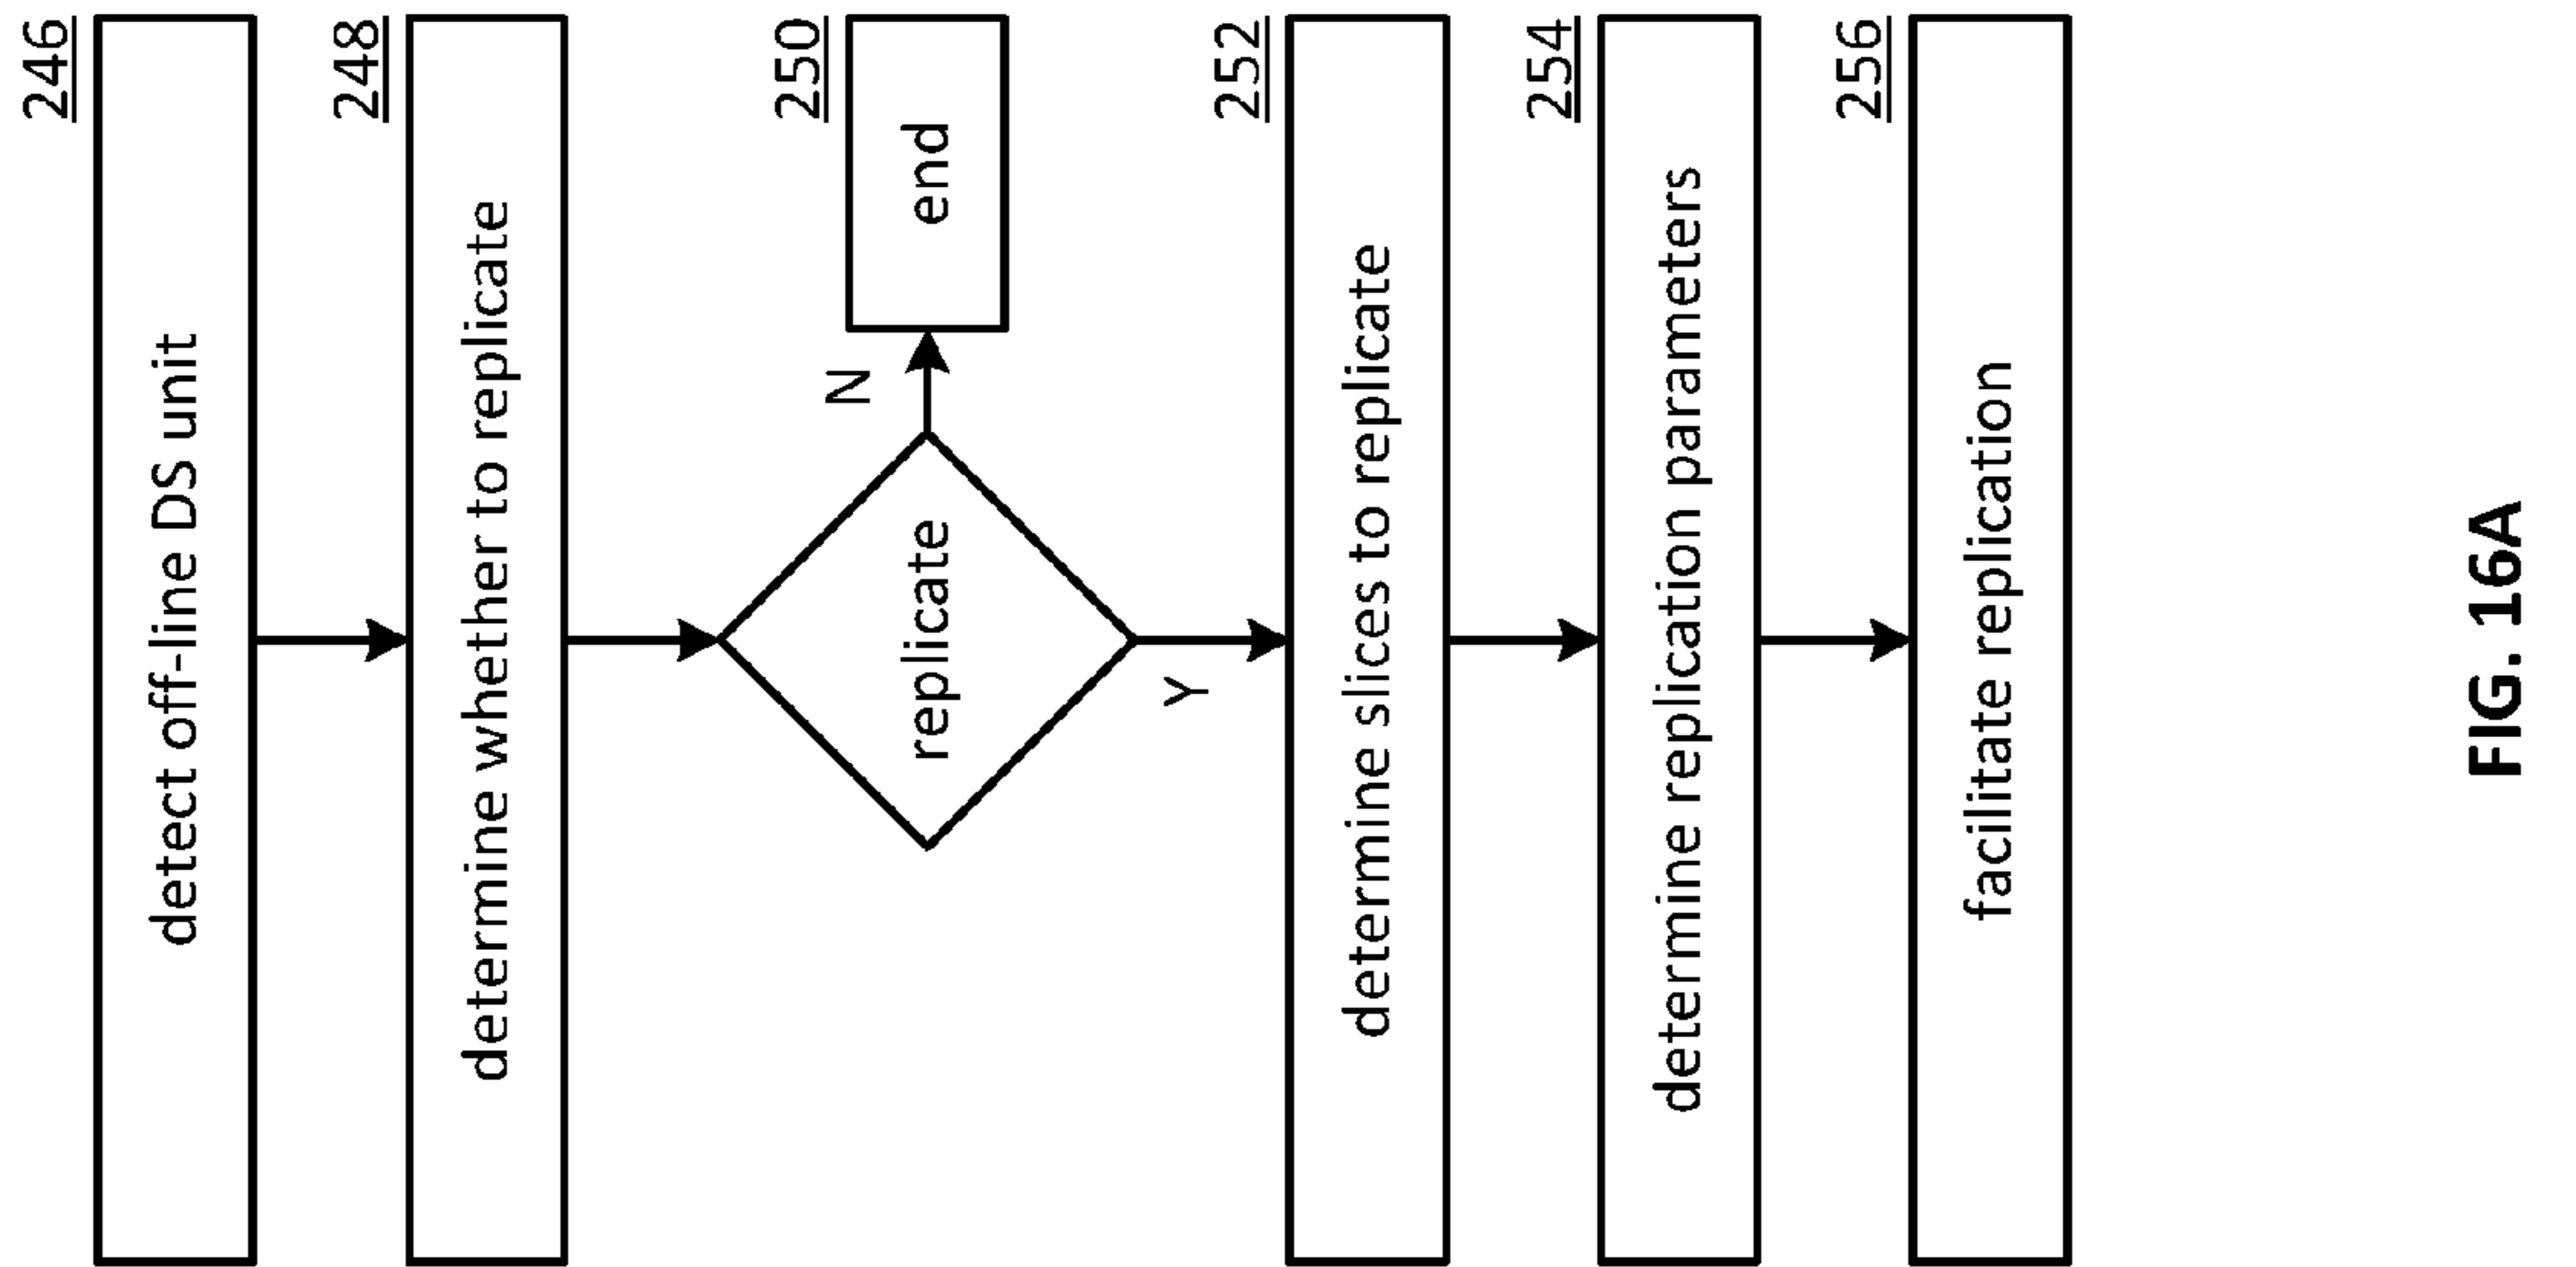 246
detect off-line DS unit
248
determine whether to replicate
250
replicate
N
end
Y
252
determine slices to replicate
254
determine replication parameters
256
facilitate replication
FIG. 16A